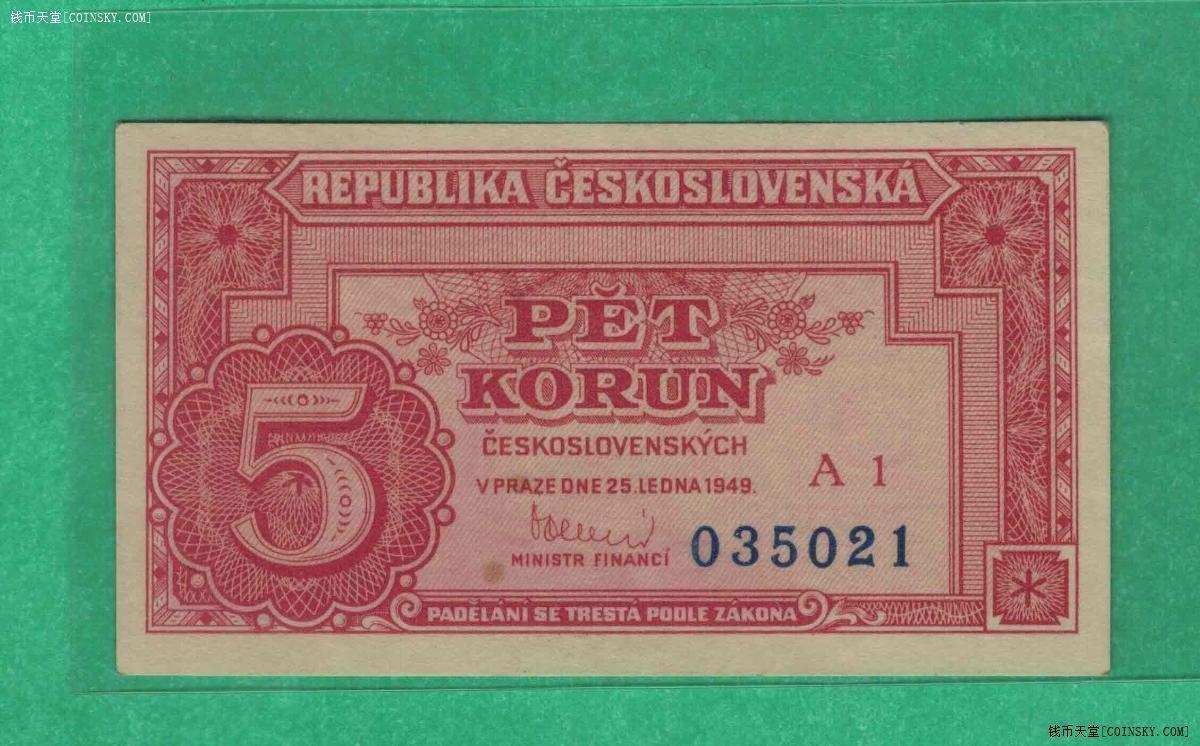 钱币天堂[COINSKY.COM]
REPUBLIKA ČESKOSLOVENSKÁ
PĚT
KORUN
ČESKOSLOVENSKÝCH
V PRAZE DNE 25. LEDNA 1949.
A 1
5
035021
MINISTR FINANCÍ
PADĚLÁNÍ SE TRESTÁ PODLE ZÁKONA
钱币天堂[COINSKY.COM]